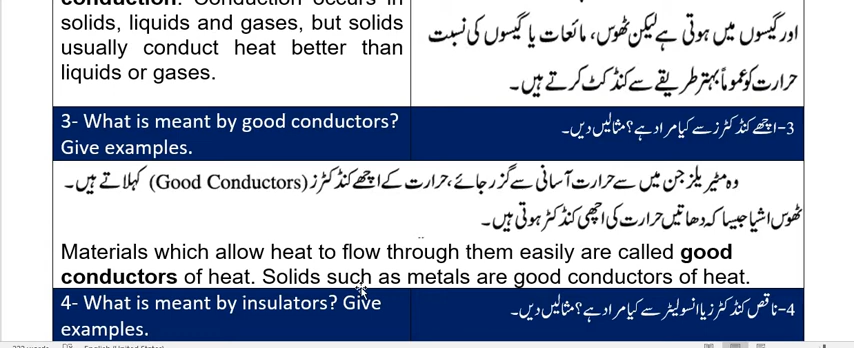 conduction. Conduction occurs in
solids, liquids and gases, but solids
usually conduct heat better than
liquids or gases.
اور گیسوں میں ہوتی ہے لیکن ٹھوس، مائعات یا گیسوں کی نسبت
حرارت کو عموماً بہتر طریقے سے کنڈکٹ کرتے ہیں۔
3- What is meant by good conductors?
Give examples.
3-اچھے کنڈکٹرز سے کیا مراد ہے؟ مثالیں دیں۔
وہ مٹیریلز جن میں سے حرارت آسانی سے گزر جائے، حرارت کے اچھے کنڈکٹرز (Good Conductors) کہلاتے ہیں۔
ٹھوس اشیا جیسا کہ دھاتیں حرارت کی اچھی کنڈکٹر ہوتی ہیں۔
Materials which allow heat to flow through them easily are called good
conductors of heat. Solids such as metals are good conductors of heat.
4- What is meant by insulators? Give
examples.
4-ناقص کنڈکٹرز یا انسولیٹر سے کیا مراد ہے؟ مثالیں دیں۔
English (United States)